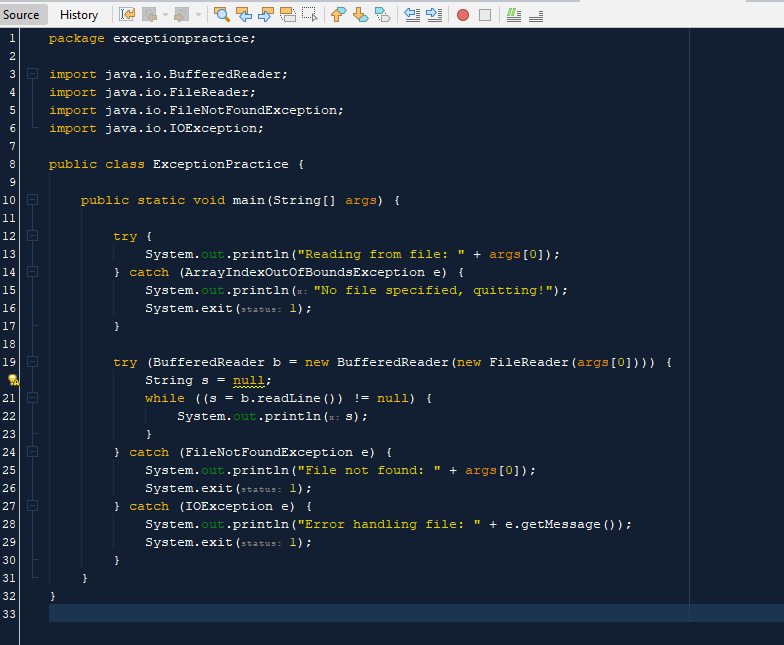 Source History
1 package exceptionpractice;
2
3 import java.io.BufferedReader;
4 import java.io.FileReader;
5 import java.io.FileNotFoundException;
6 import java.io.IOException;
7
8 public class ExceptionPractice {
9
10 public static void main(String[] args) {
11
12 try {
13 System.out.println("Reading from file: " + args[0]);
14 } catch (ArrayIndexOutOfBoundsException e) {
15 System.out.println(x: "No file specified, quitting!");
16 System.exit(status: 1);
17 }
18
19 try (BufferedReader b = new BufferedReader(new FileReader(args[0]))) {
String s = null;
21 while ((s = b.readLine()) != null) {
22 System.out.println(x: s);
23 }
24 } catch (FileNotFoundException e) {
25 System.out.println("File not found: " + args[0]);
26 System.exit(status: 1);
27 } catch (IOException e) {
28 System.out.println("Error handling file: " + e.getMessage());
29 System.exit(status: 1);
30 }
31 }
32 }
33